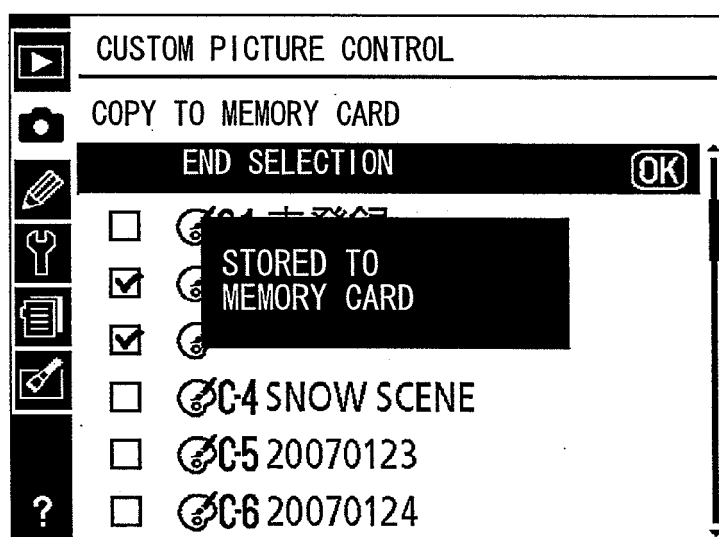 CUSTOM PICTURE CONTROL
COPY TO MEMORY CARD
END SELECTION OK
STORED TO
MEMORY CARD
C-4 SNOW SCENE
C-5 20070123
C-6 20070124
?